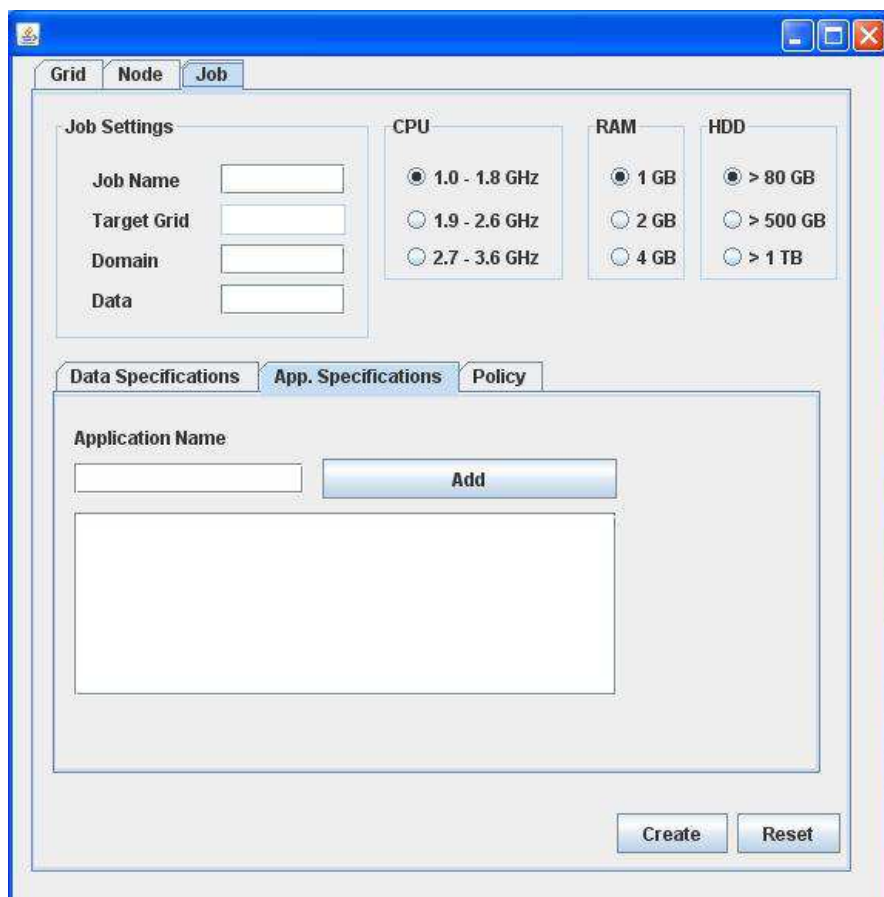 Grid Node Job
Job Settings
Job Name
Target Grid
Domain
Data
CPU
1.0 - 1.8 GHz
1.9 - 2.6 GHz
2.7 - 3.6 GHz
RAM
1 GB
2 GB
4 GB
HDD
> 80 GB
> 500 GB
> 1 TB
Data Specifications App. Specifications Policy
Application Name
Add
Create Reset